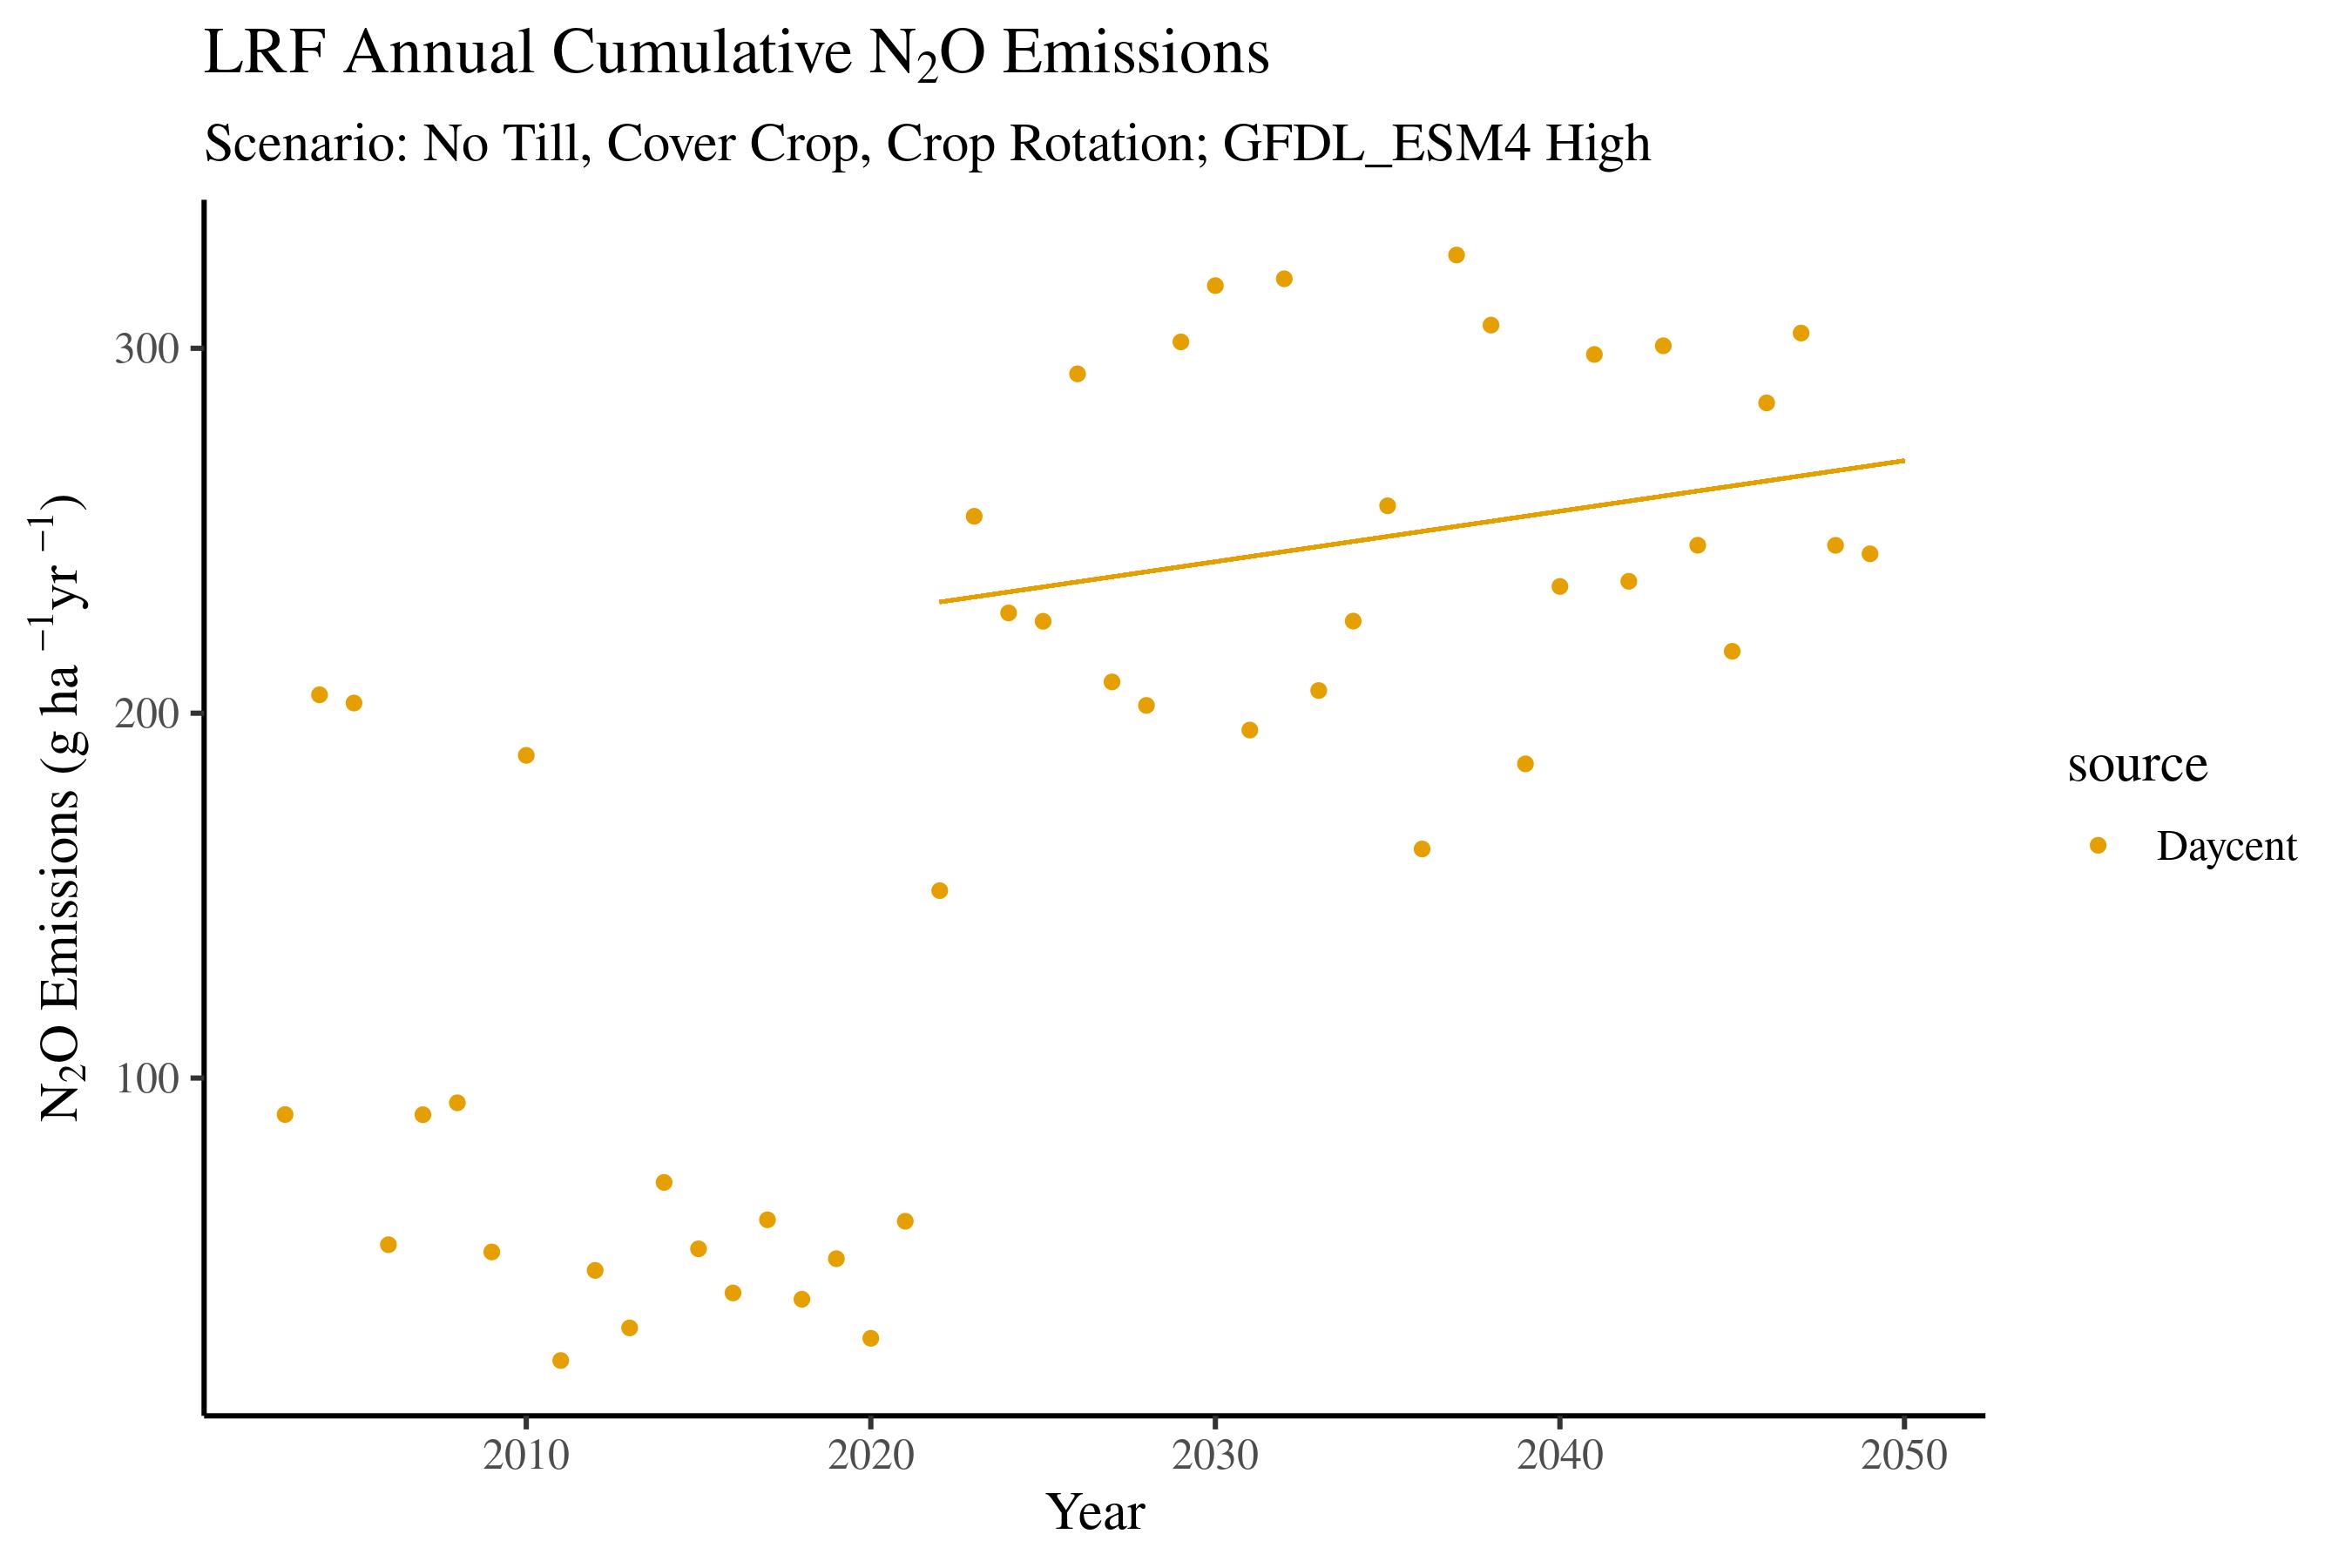 LRF Annual Cumulative N₂O Emissions
Scenario: No Till, Cover Crop, Crop Rotation; GFDL_ESM4 High
N₂O Emissions (g ha⁻¹yr⁻¹)
300
200
100
2010 2020 2030 2040 2050
Year
source
Daycent